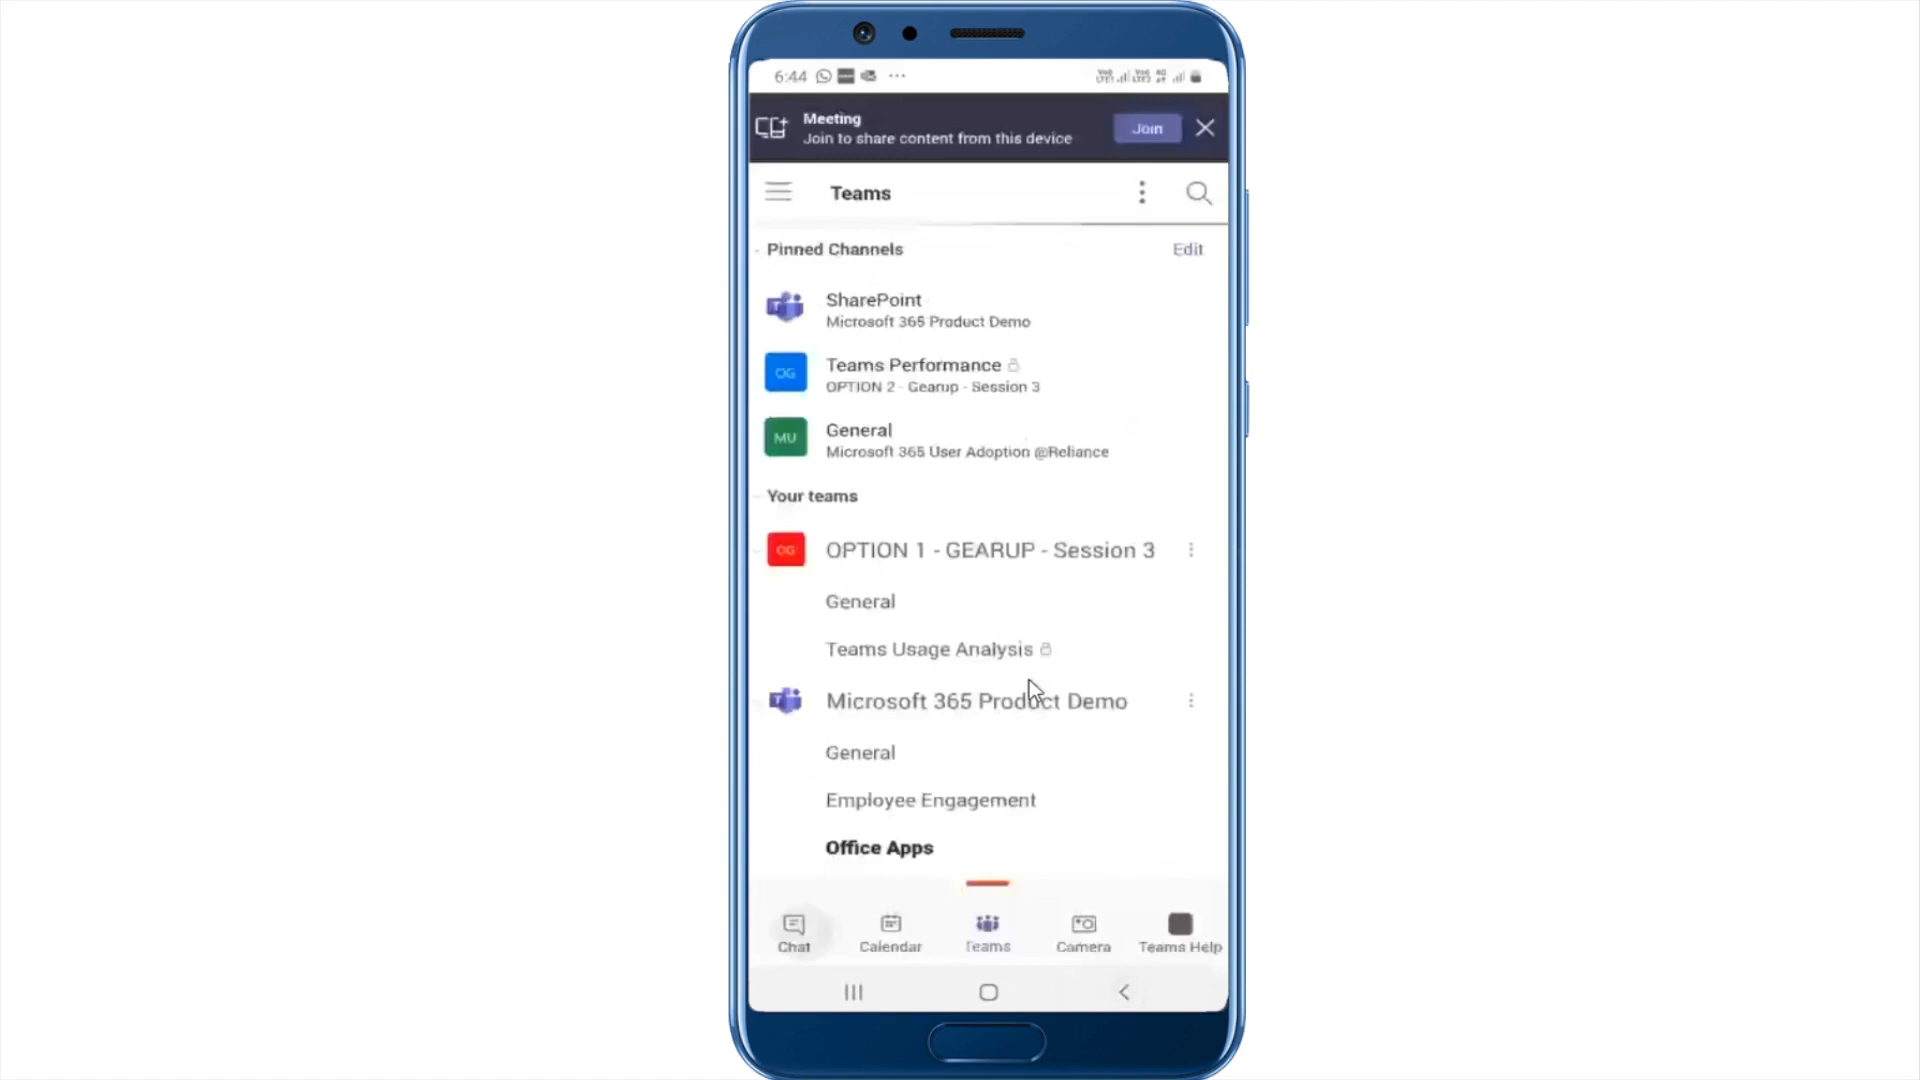 6:44
Meeting
Join to share content from this device
Join
Teams
Pinned Channels
Edit
SharePoint
Microsoft 365 Product Demo
OG
Teams Performance
OPTION 2 - Gearup - Session 3
MU
General
Microsoft 365 User Adoption @Reliance
Your teams
OG
OPTION 1 - GEARUP - Session 3
General
Teams Usage Analysis
Microsoft 365 Product Demo
General
Employee Engagement
Office Apps
Chat
Calendar
Teams
Camera
Teams Help